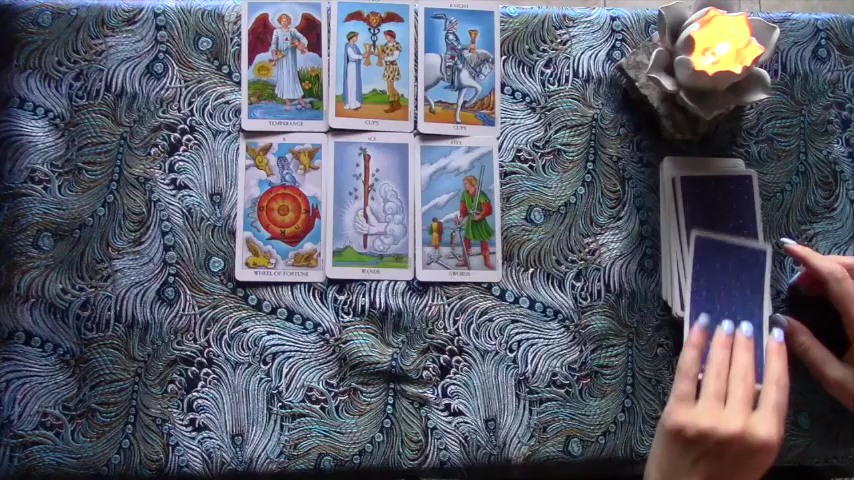 TEMPERANCE
CUPS
KNIGHT
CUPS
X
WHEEL OF FORTUNE
ACE
WANDS
FIVE
SWORDS